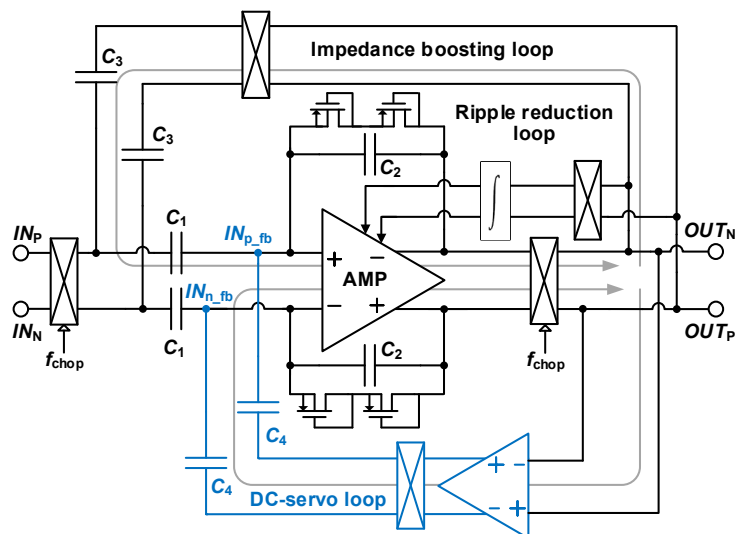 Impedance boosting loop
C3
C3
Ripple reduction
loop
C2
∫
C1
INP
INp_fb
OUTN
+
−
AMP
INn_fb
−
+
INN
C1
OUTP
fchop
C2
fchop
C4
C4
+
−
DC-servo loop
−
+